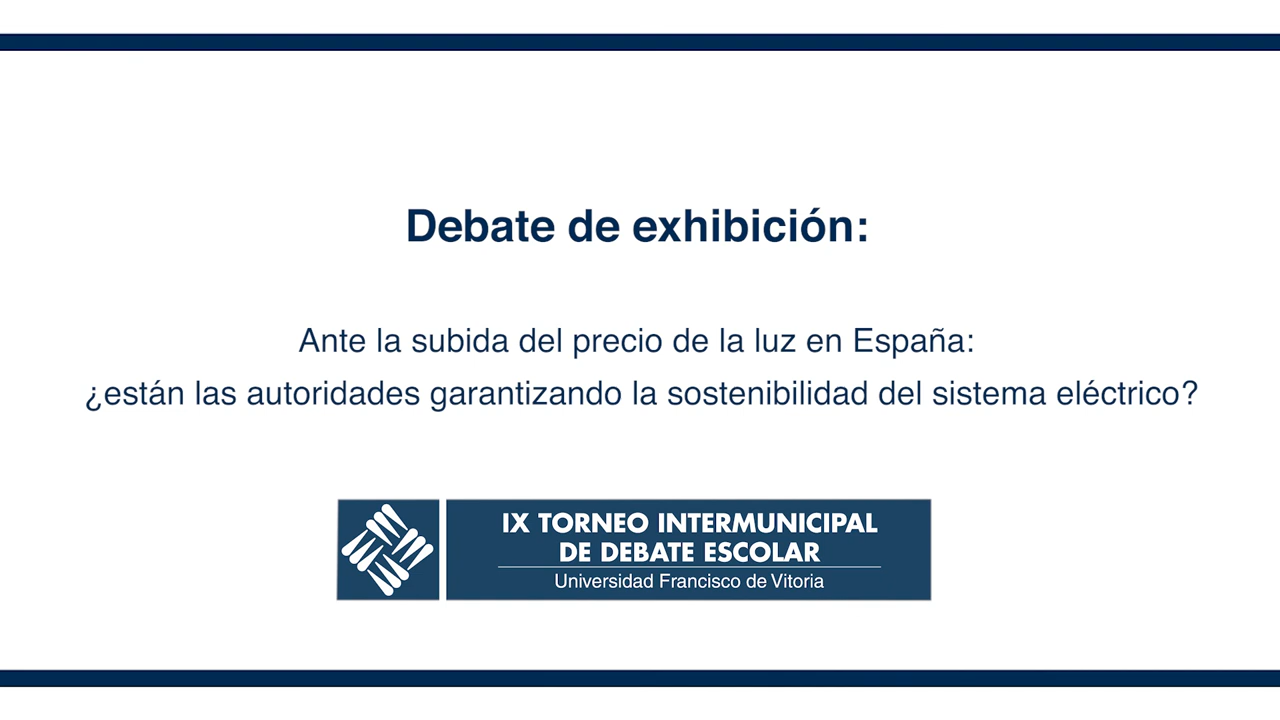 Debate de exhibición:
Ante la subida del precio de la luz en España:
¿están las autoridades garantizando la sostenibilidad del sistema eléctrico?
IX TORNEO INTERMUNICIPAL
DE DEBATE ESCOLAR
Universidad Francisco de Vitoria